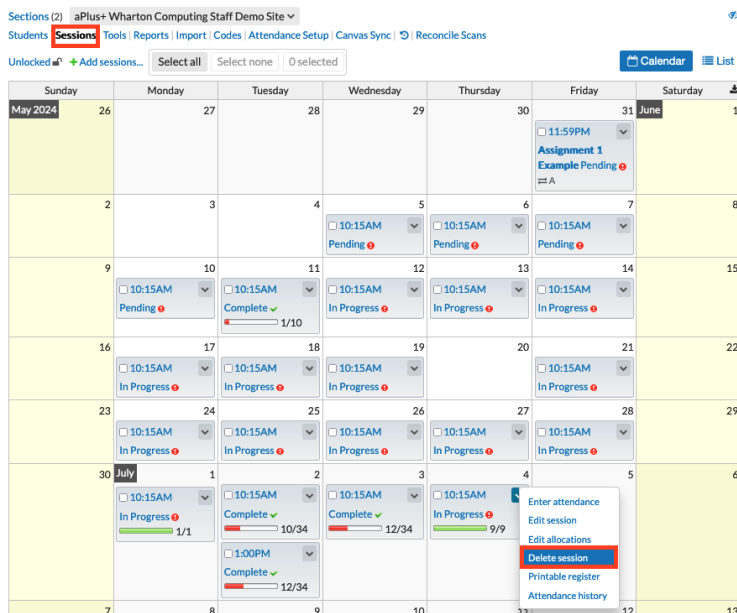 Sections (2) aPlus+ Wharton Computing Staff Demo Site
Students | Sessions | Tools | Reports | Import | Codes | Attendance Setup | Canvas Sync | | Reconcile Scans
Unlocked + Add sessions... Select all Select none 0 selected Calendar List
Sunday Monday Tuesday Wednesday Thursday Friday Saturday
May 2024 26 27 28 29 30 31 June 1
11:59PM
Assignment 1
Example Pending
A
2 3 4 5 6 7 8
10:15AM 10:15AM 10:15AM
Pending Pending Pending
9 10 11 12 13 14 15
10:15AM 10:15AM 10:15AM 10:15AM 10:15AM
Pending Complete In Progress In Progress In Progress
1/10
16 17 18 19 20 21 22
10:15AM 10:15AM 10:15AM 10:15AM
In Progress In Progress In Progress In Progress
23 24 25 26 27 28 29
10:15AM 10:15AM 10:15AM 10:15AM 10:15AM
In Progress In Progress In Progress In Progress In Progress
30 July 1 2 3 4 5 6
10:15AM 10:15AM 10:15AM 10:15AM
In Progress Complete Complete In Progress
1/1 10/34 12/34 9/9
1:00PM
Complete
12/34
Enter attendance
Edit session
Edit allocations
Delete session
Printable register
Attendance history
7 8 9 10 11 12 13